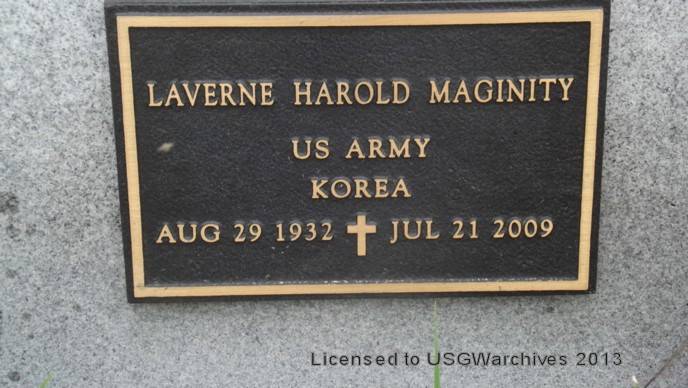 LAVERNE HAROLD MAGINITY
US ARMY
KOREA
AUG 29 1932 ✝ JUL 21 2009
Licensed to USGWarchives 2013